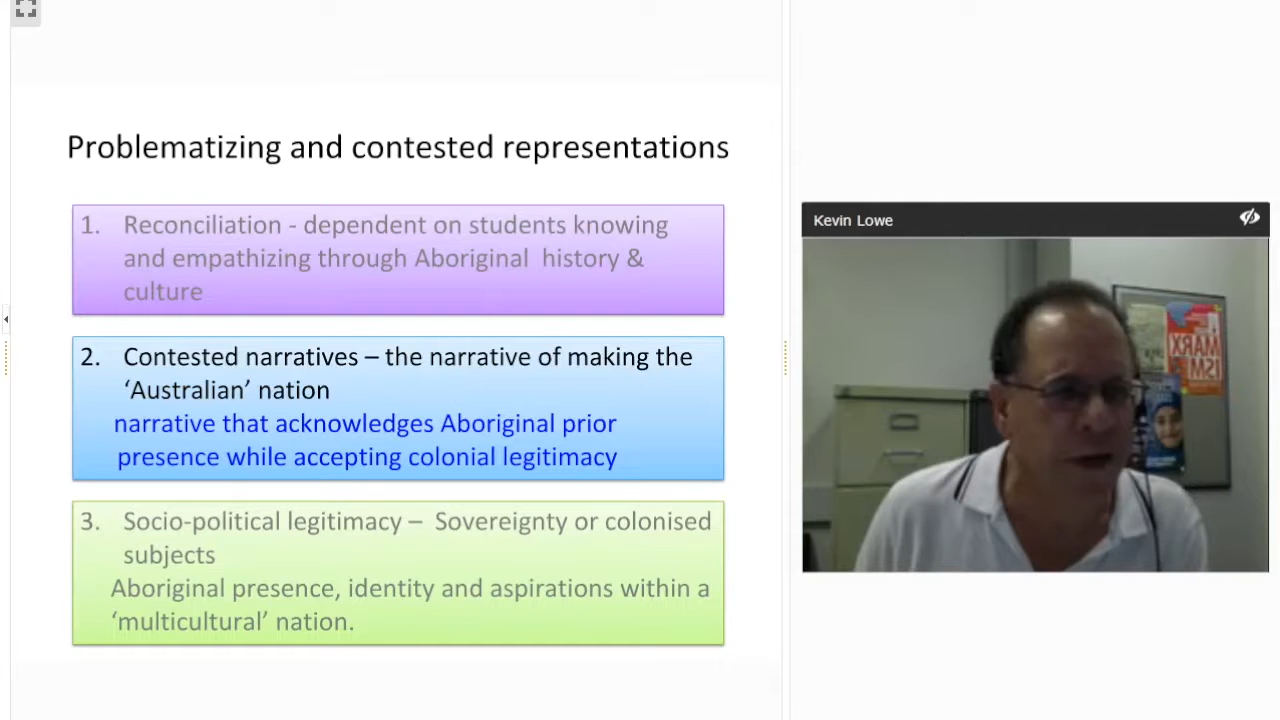 Problematizing and contested representations
1. Reconciliation - dependent on students knowing
and empathizing through Aboriginal history &
culture
2. Contested narratives – the narrative of making the
‘Australian’ nation
narrative that acknowledges Aboriginal prior
presence while accepting colonial legitimacy
3. Socio-political legitimacy – Sovereignty or colonised
subjects
Aboriginal presence, identity and aspirations within a
‘multicultural’ nation.
Kevin Lowe
MARX
ISM